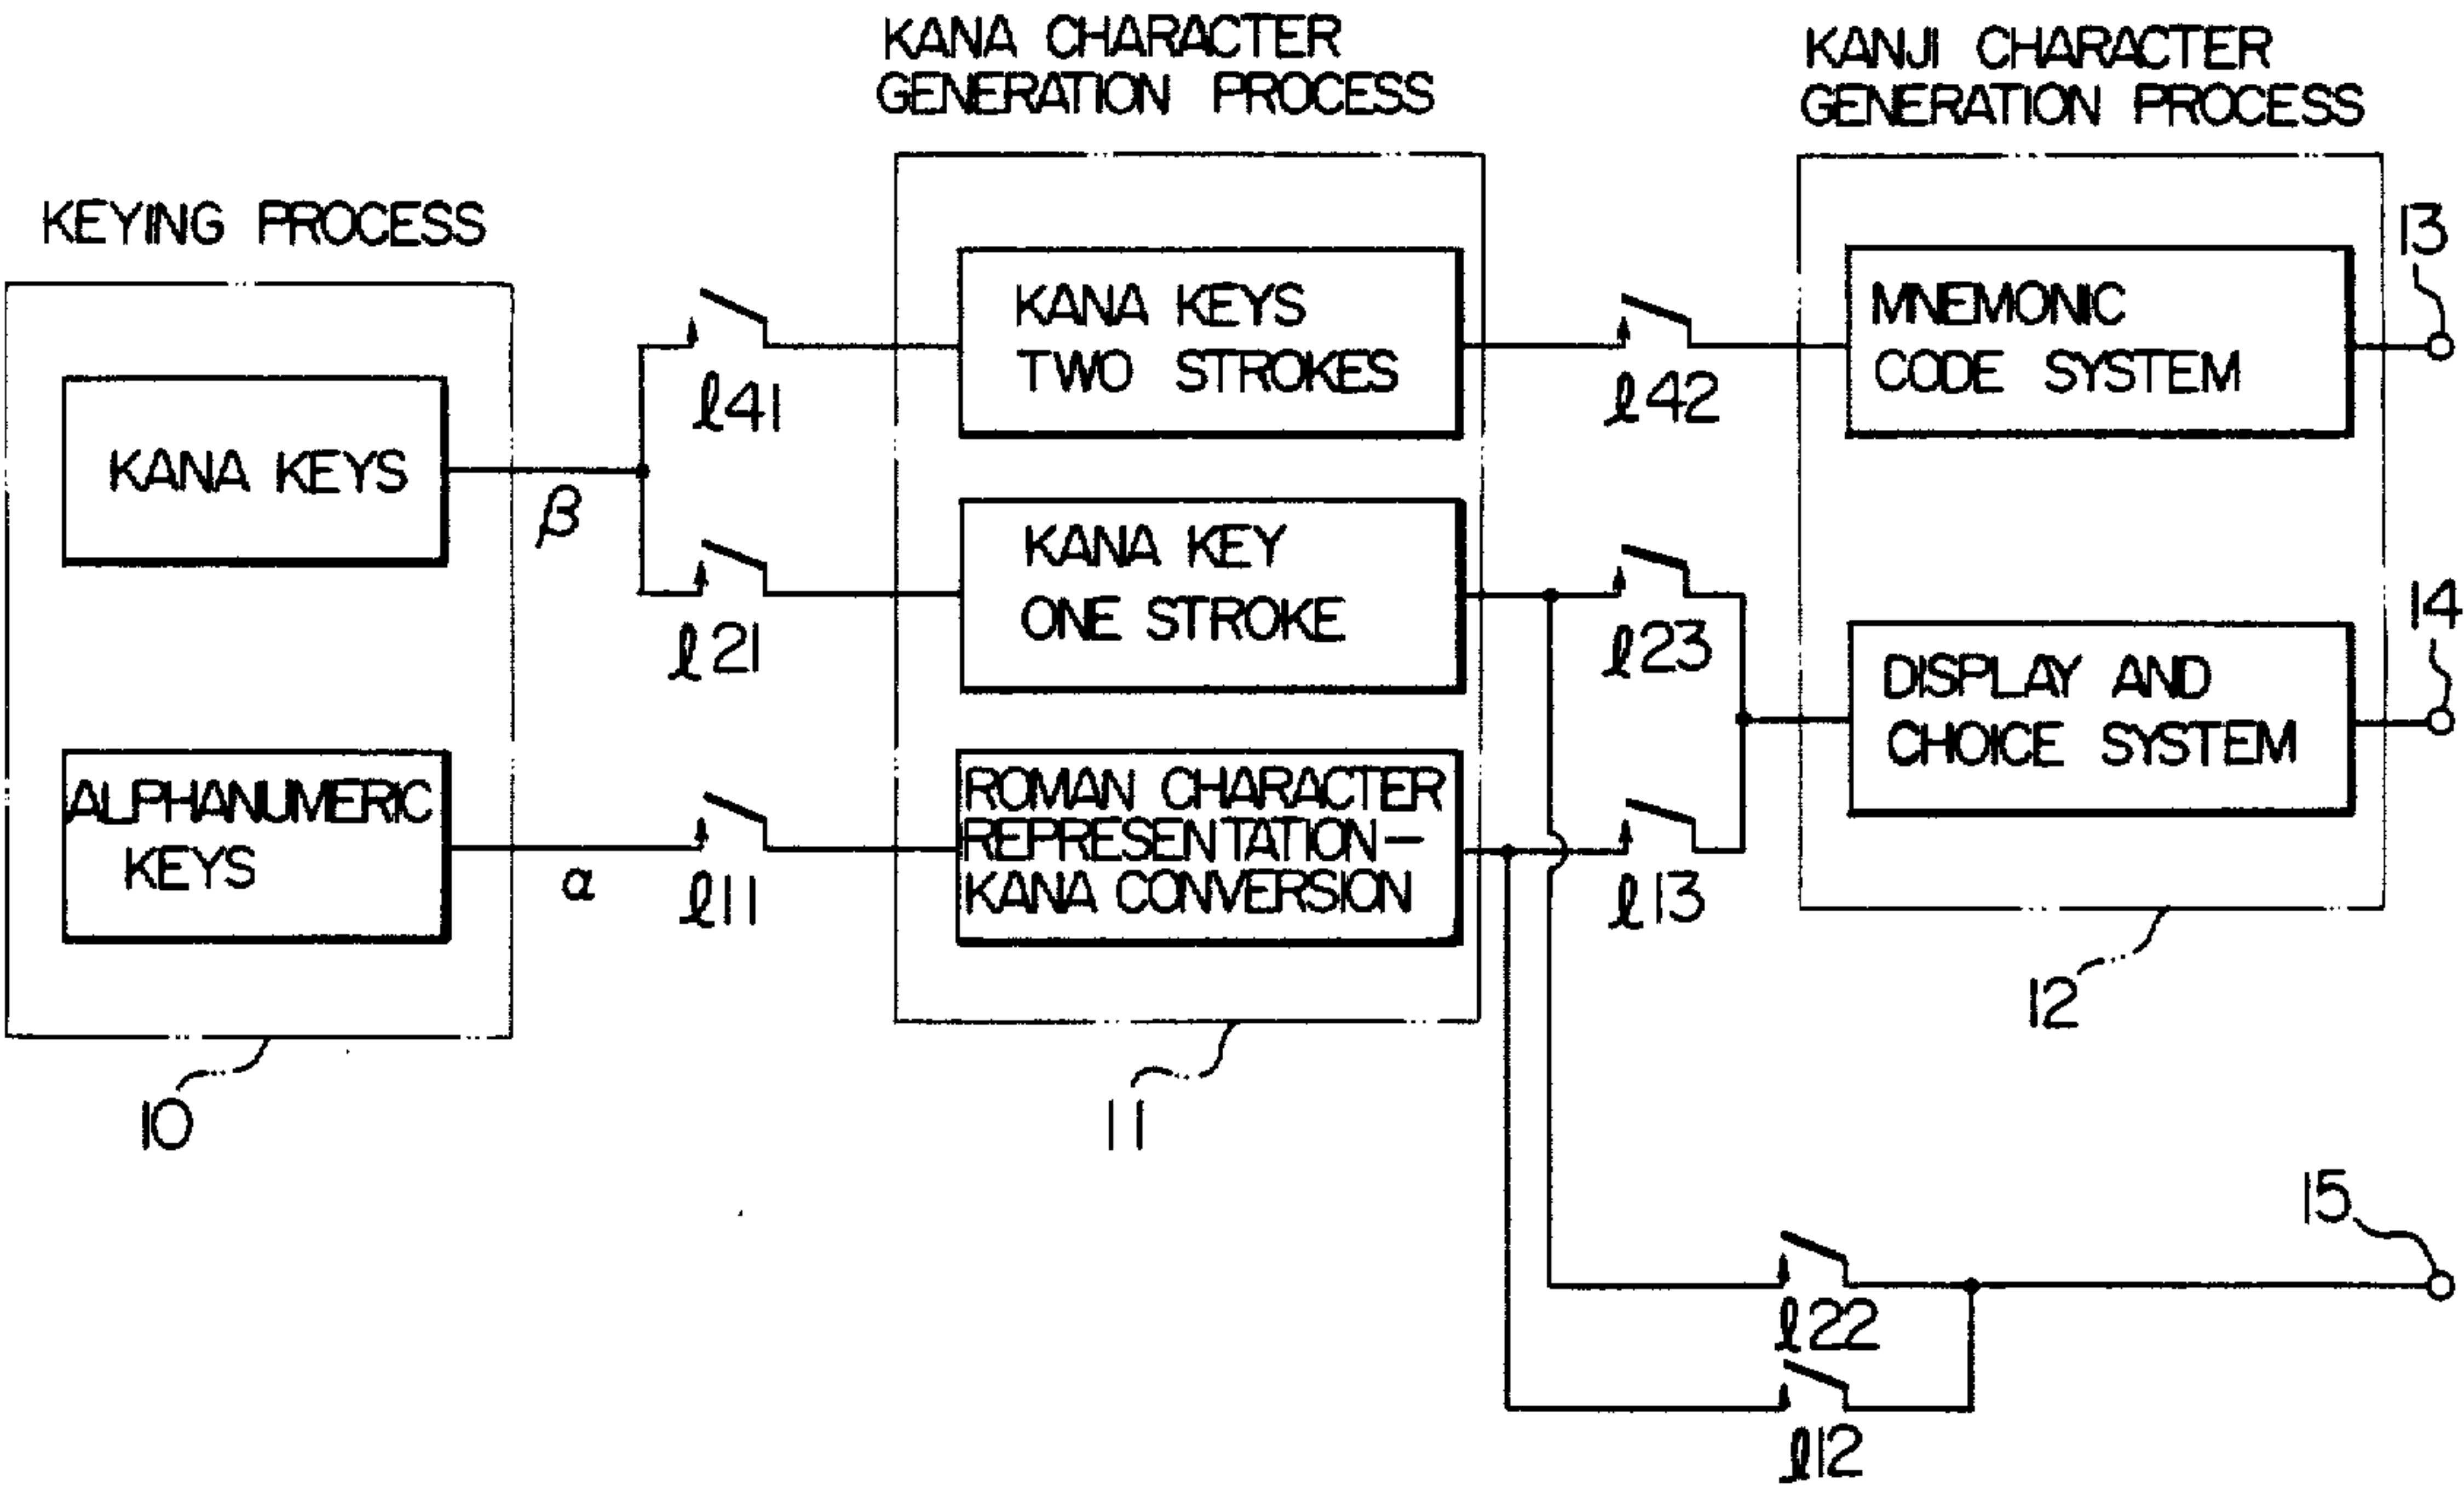 KANA CHARACTER
GENERATION PROCESS
KANJI CHARACTER
GENERATION PROCESS
KEYING PROCESS
13
KANA KEYS
TWO STROKES
MNEMONIC
CODE SYSTEM
ℓ41
ℓ42
KANA KEYS
β
KANA KEY
ONE STROKE
14
ℓ21
ℓ23
DISPLAY AND
CHOICE SYSTEM
ALPHANUMERIC
KEYS
ROMAN CHARACTER
REPRESENTATION—
KANA CONVERSION
α
ℓ11
ℓ13
12
10
11
15
ℓ22
ℓ12